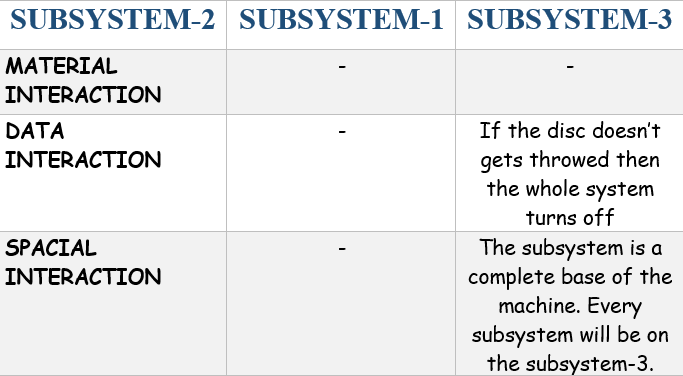 SUBSYSTEM-2 SUBSYSTEM-1 SUBSYSTEM-3
MATERIAL
INTERACTION
-
-
DATA
INTERACTION
-
If the disc doesn't
gets throwed then
the whole system
turns off
SPACIAL
INTERACTION
-
The subsystem is a
complete base of the
machine. Every
subsystem will be on
the subsystem-3.